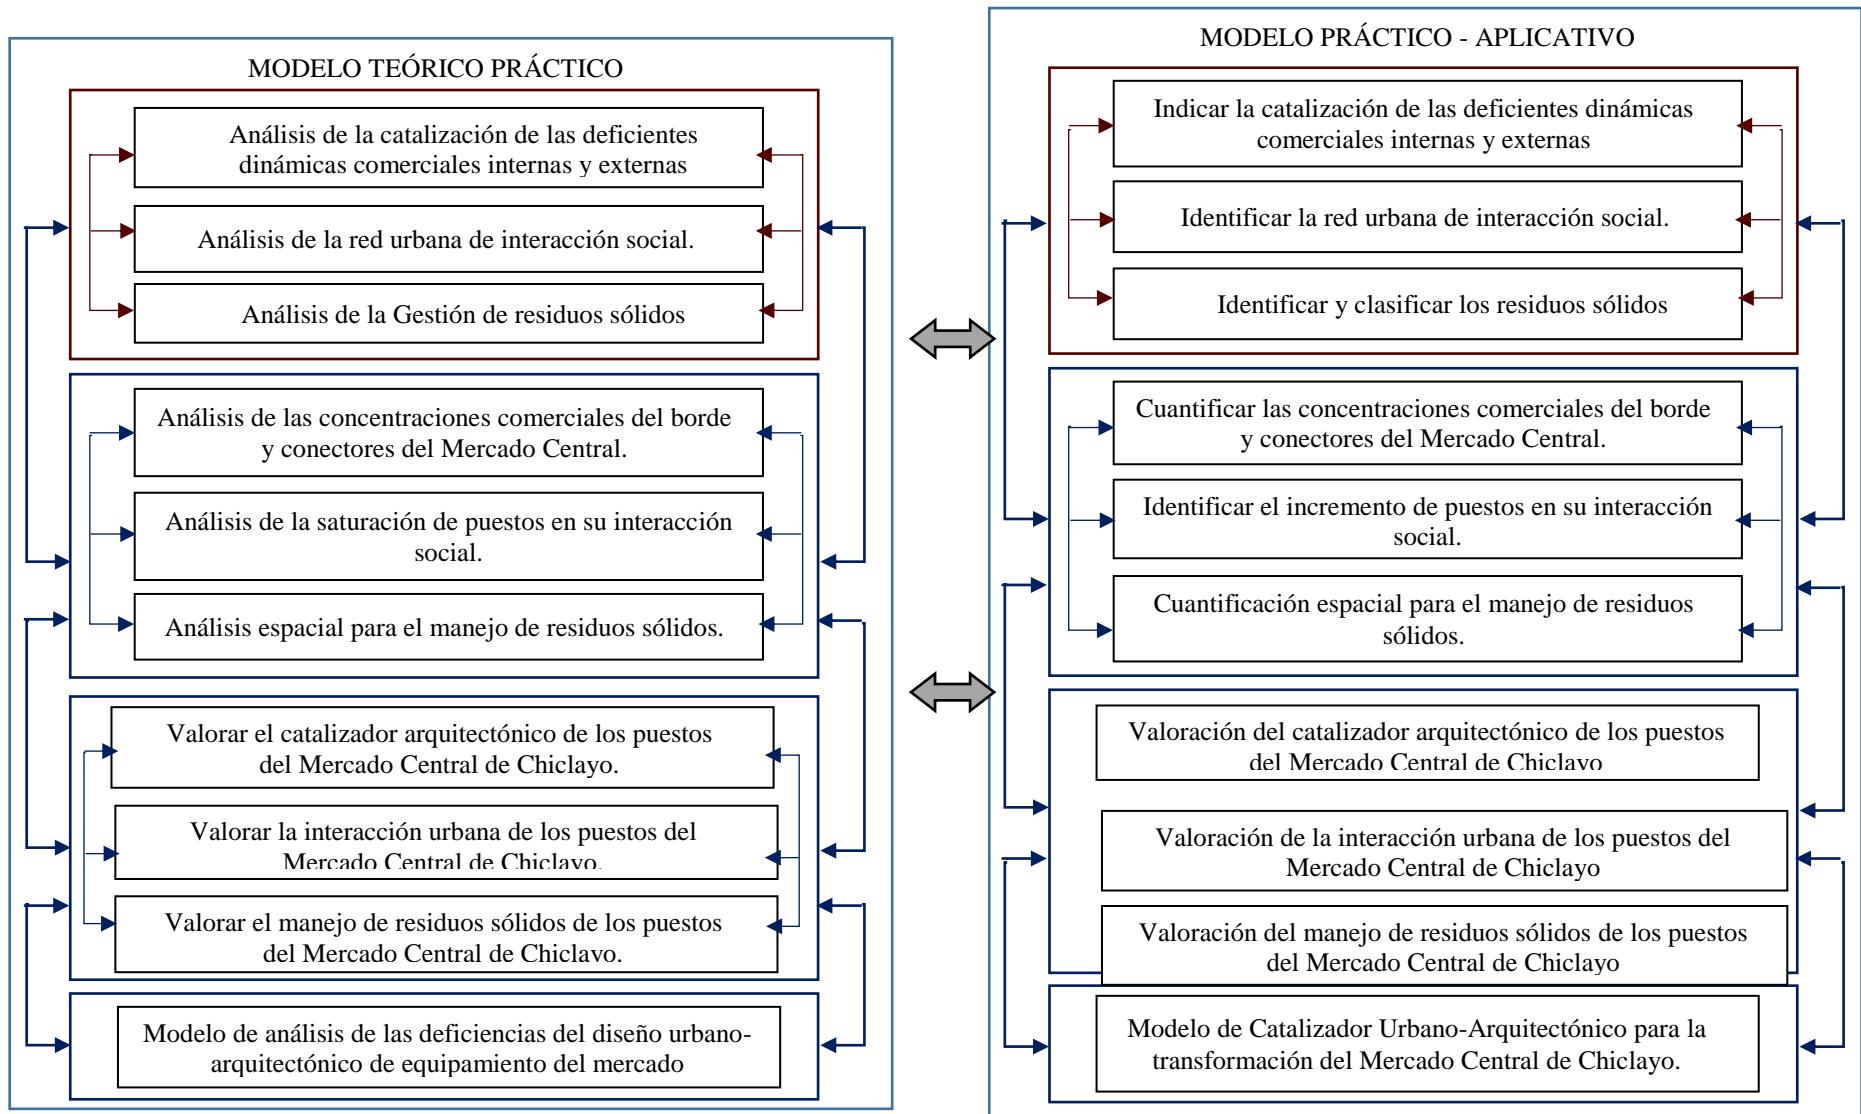 MODELO TEÓRICO PRÁCTICO
Análisis de la catalización de las deficientes
dinámicas comerciales internas y externas
Análisis de la red urbana de interacción social.
Análisis de la Gestión de residuos sólidos
Análisis de las concentraciones comerciales del borde
y conectores del Mercado Central.
Análisis de la saturación de puestos en su interacción
social.
Análisis espacial para el manejo de residuos sólidos.
Valorar el catalizador arquitectónico de los puestos
del Mercado Central de Chiclayo.
Valorar la interacción urbana de los puestos del
Mercado Central de Chiclayo.
Valorar el manejo de residuos sólidos de los puestos
del Mercado Central de Chiclayo.
Modelo de análisis de las deficiencias del diseño urbano-
arquitectónico de equipamiento del mercado
MODELO PRÁCTICO - APLICATIVO
Indicar la catalización de las deficientes dinámicas
comerciales internas y externas
Identificar la red urbana de interacción social.
Identificar y clasificar los residuos sólidos
Cuantificar las concentraciones comerciales del borde
y conectores del Mercado Central.
Identificar el incremento de puestos en su interacción
social.
Cuantificación espacial para el manejo de residuos
sólidos.
Valoración del catalizador arquitectónico de los puestos
del Mercado Central de Chiclayo
Valoración de la interacción urbana de los puestos del
Mercado Central de Chiclayo
Valoración del manejo de residuos sólidos de los puestos
del Mercado Central de Chiclayo
Modelo de Catalizador Urbano-Arquitectónico para la
transformación del Mercado Central de Chiclayo.